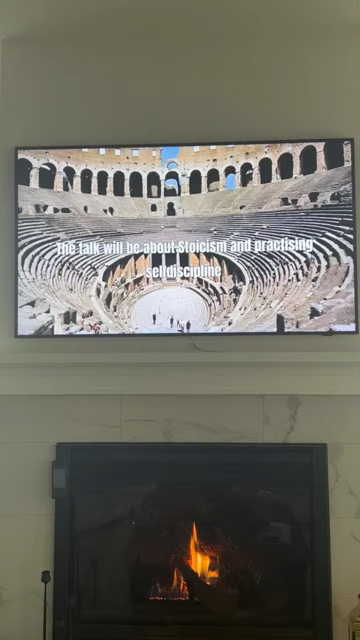 The talk will be about Stoicism and practising
self discipline